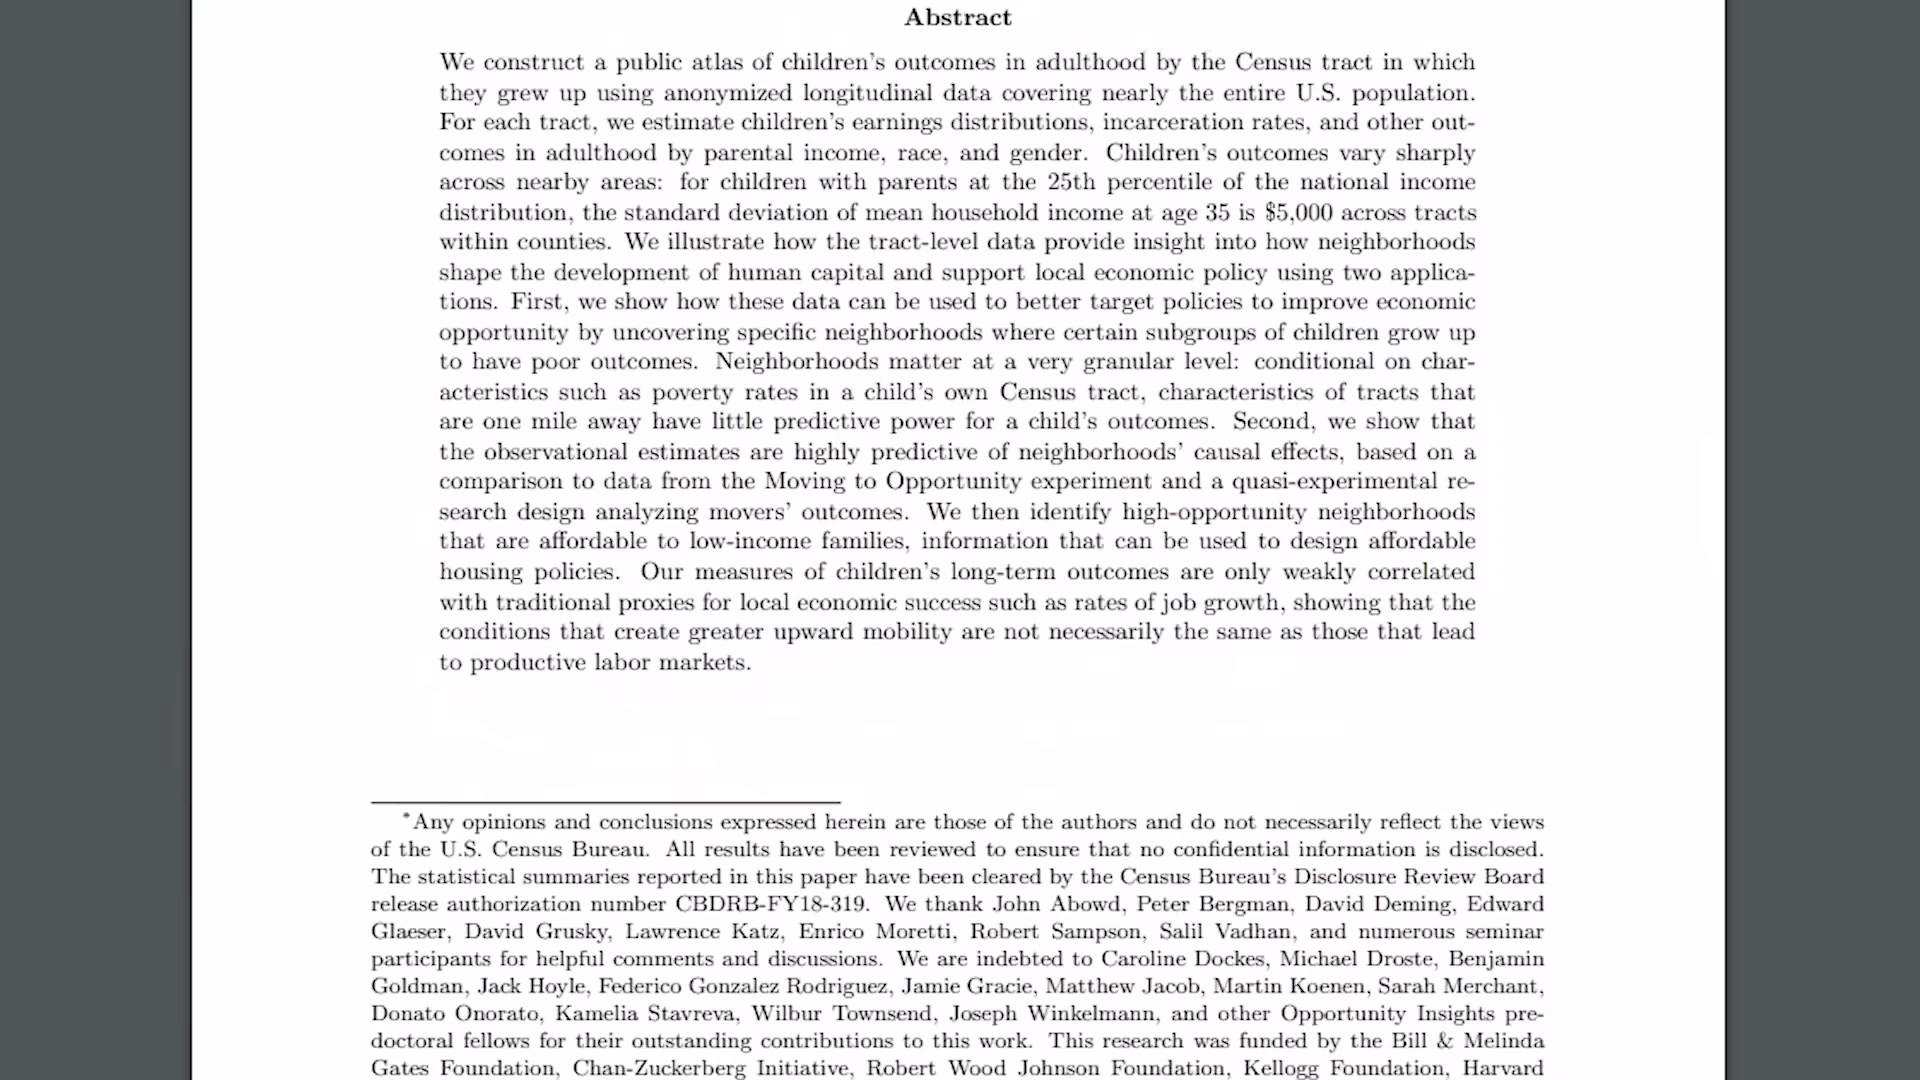 Abstract
We construct a public atlas of children's outcomes in adulthood by the Census tract in which
they grew up using anonymized longitudinal data covering nearly the entire U.S. population.
For each tract, we estimate children's earnings distributions, incarceration rates, and other out-
comes in adulthood by parental income, race, and gender. Children's outcomes vary sharply
across nearby areas: for children with parents at the 25th percentile of the national income
distribution, the standard deviation of mean household income at age 35 is $5,000 across tracts
within counties. We illustrate how the tract-level data provide insight into how neighborhoods
shape the development of human capital and support local economic policy using two applica-
tions. First, we show how these data can be used to better target policies to improve economic
opportunity by uncovering specific neighborhoods where certain subgroups of children grow up
to have poor outcomes. Neighborhoods matter at a very granular level: conditional on char-
acteristics such as poverty rates in a child's own Census tract, characteristics of tracts that
are one mile away have little predictive power for a child's outcomes. Second, we show that
the observational estimates are highly predictive of neighborhoods' causal effects, based on a
comparison to data from the Moving to Opportunity experiment and a quasi-experimental re-
search design analyzing movers' outcomes. We then identify high-opportunity neighborhoods
that are affordable to low-income families, information that can be used to design affordable
housing policies. Our measures of children's long-term outcomes are only weakly correlated
with traditional proxies for local economic success such as rates of job growth, showing that the
conditions that create greater upward mobility are not necessarily the same as those that lead
to productive labor markets.
*Any opinions and conclusions expressed herein are those of the authors and do not necessarily reflect the views
of the U.S. Census Bureau. All results have been reviewed to ensure that no confidential information is disclosed.
The statistical summaries reported in this paper have been cleared by the Census Bureau's Disclosure Review Board
release authorization number CBDRB-FY18-319. We thank John Abowd, Peter Bergman, David Deming, Edward
Glaeser, David Grusky, Lawrence Katz, Enrico Moretti, Robert Sampson, Salil Vadhan, and numerous seminar
participants for helpful comments and discussions. We are indebted to Caroline Dockes, Michael Droste, Benjamin
Goldman, Jack Hoyle, Federico Gonzalez Rodriguez, Jamie Gracie, Matthew Jacob, Martin Koenen, Sarah Merchant,
Donato Onorato, Kamelia Stavreva, Wilbur Townsend, Joseph Winkelmann, and other Opportunity Insights pre-
doctoral fellows for their outstanding contributions to this work. This research was funded by the Bill & Melinda
Gates Foundation, Chan-Zuckerberg Initiative, Robert Wood Johnson Foundation, Kellogg Foundation, Harvard